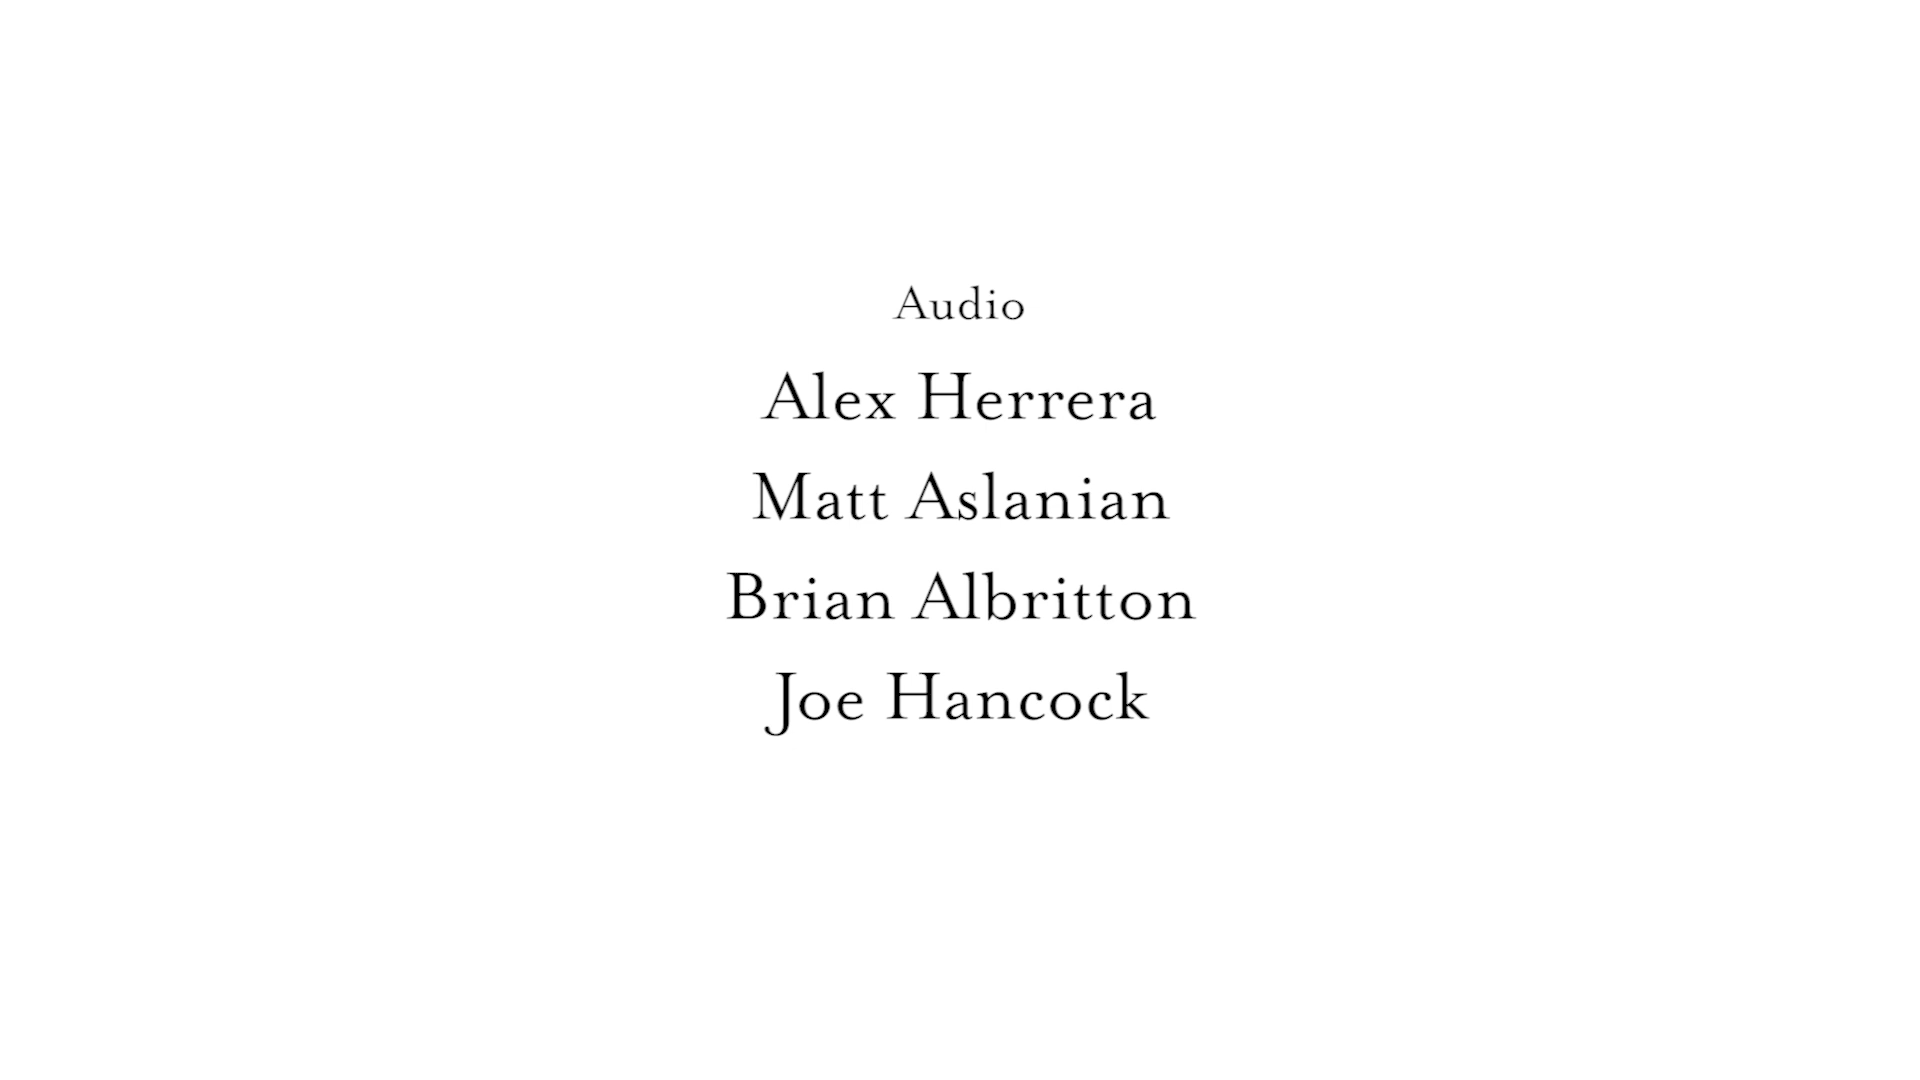 Audio
Alex Herrera
Matt Aslanian
Brian Albritton
Joe Hancock